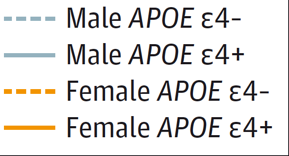 Male APOE ε4-
Male APOE ε4+
Female APOE ε4-
Female APOE ε4+